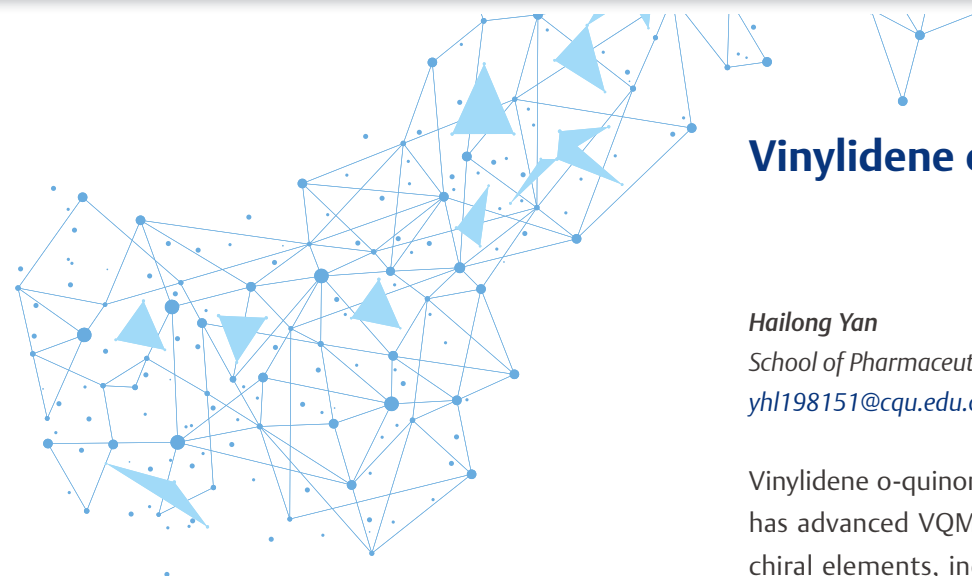 Vinylidene
Hailong Yan
School of Pharmaceut
yhl198151@cqu.edu.c
Vinylidene o-quinon
has advanced VQM
chiral elements, in